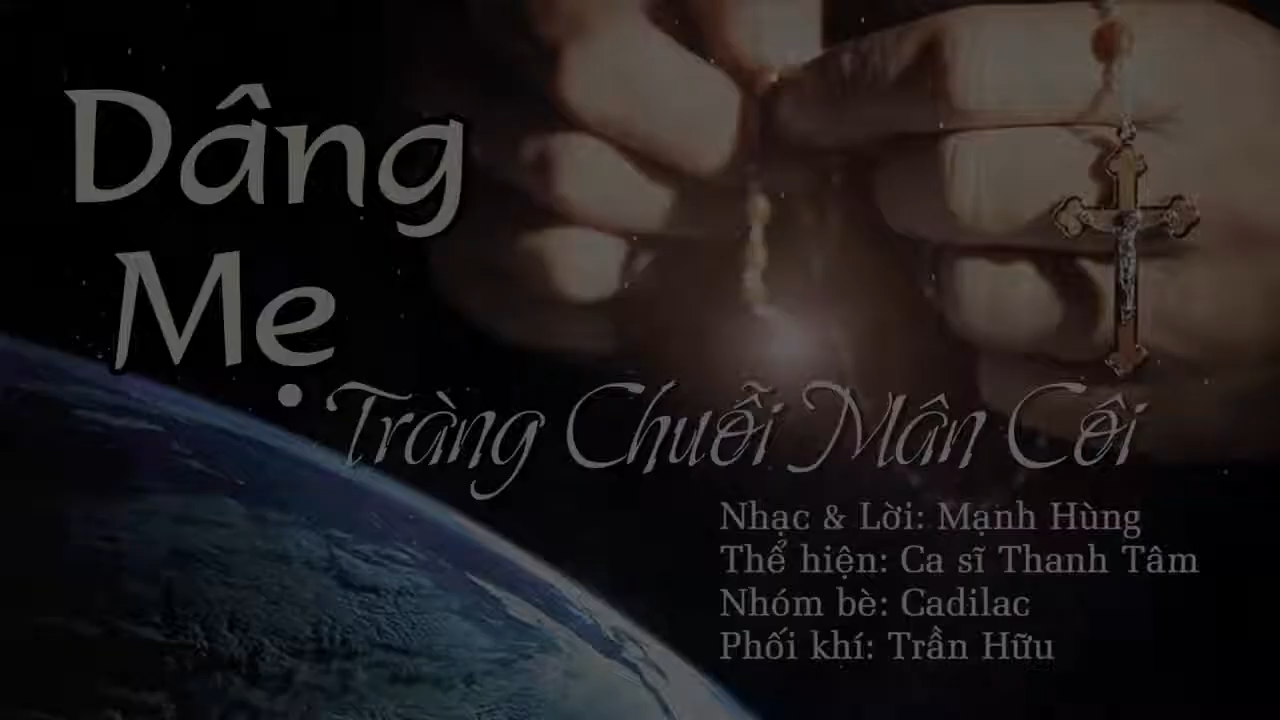 Dâng
Mẹ
Tràng Chuỗi Mân Côi
Nhạc & Lời: Mạnh Hùng
Thể hiện: Ca sĩ Thanh Tâm
Nhóm bè: Cadilac
Phối khí: Trần Hữu